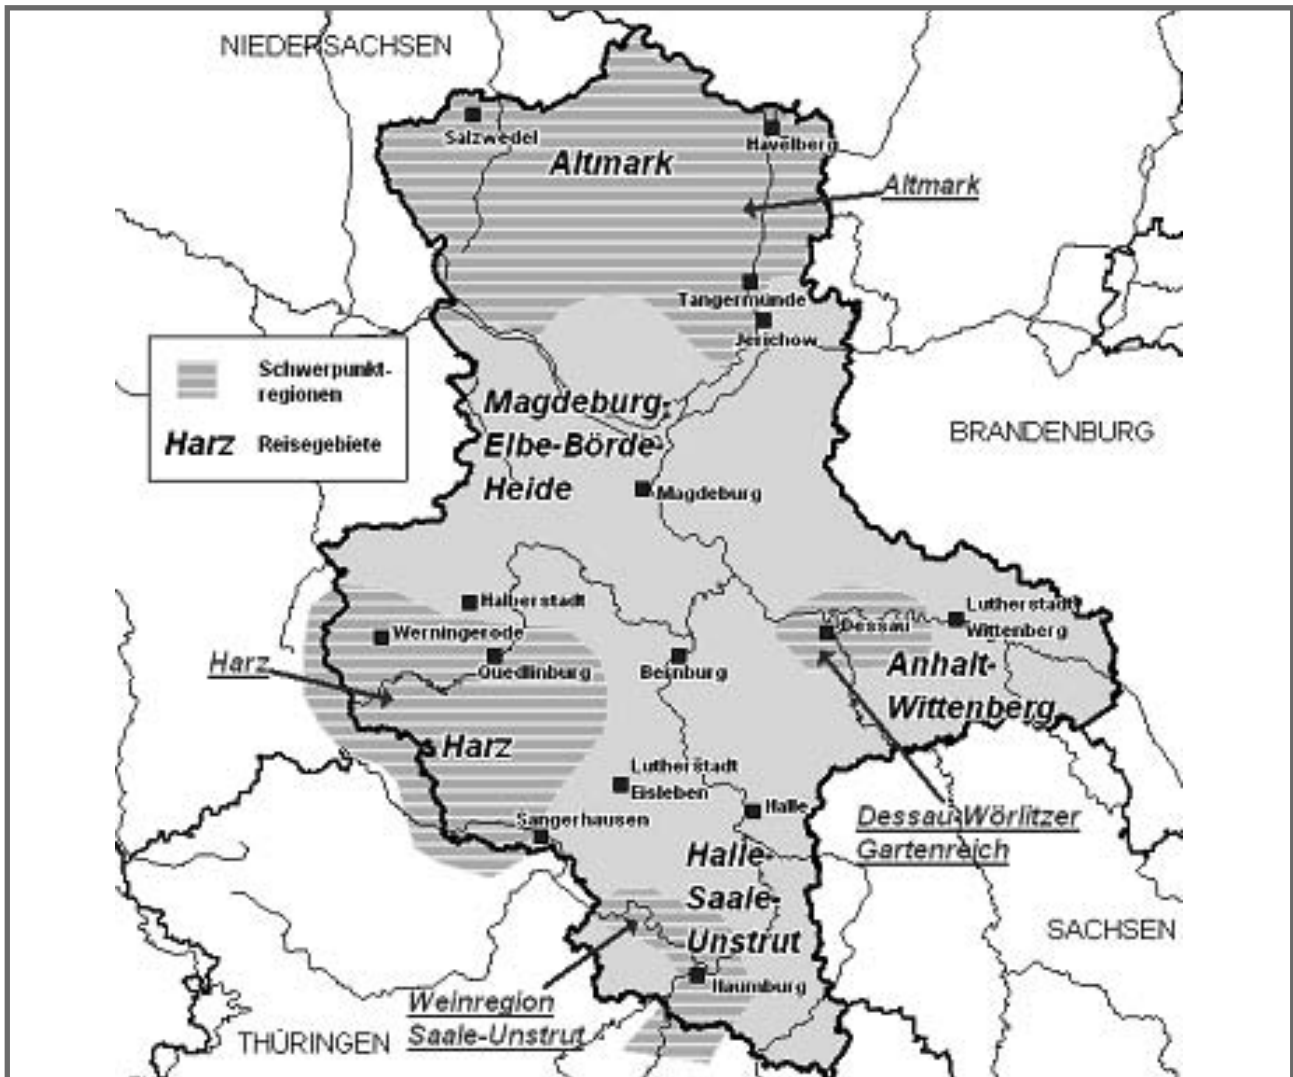 NIEDERSACHSEN
Salzwedel
Havelberg
Altmark
Altmark
Tangermünde
Jerichow
Schwerpunkt-
regionen
Harz Reisegebiete
Magdeburg-
Elbe-Börde-
Heide
BRANDENBURG
Magdeburg
Halberstadt
Werningerode
Quedlinburg
Harz
Bernburg
Dessau
Lutherstadt
Wittenberg
Anhalt-
Wittenberg
Harz
Lutherstadt
Eisleben
Halle
Sangerhausen
Dessau-Wörlitzer
Gartenreich
Halle-
Saale-
Unstrut
SACHSEN
Naumburg
Weinregion
Saale-Unstrut
THÜRINGEN